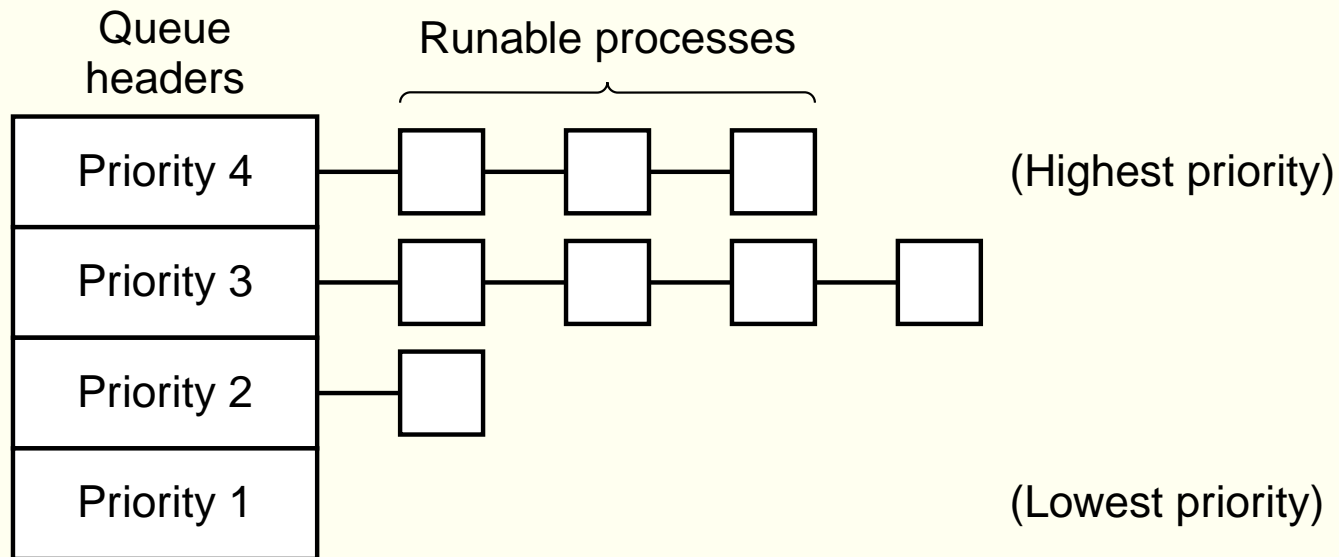 Queue
headers
Runable processes
Priority 4
(Highest priority)
Priority 3
Priority 2
Priority 1
(Lowest priority)